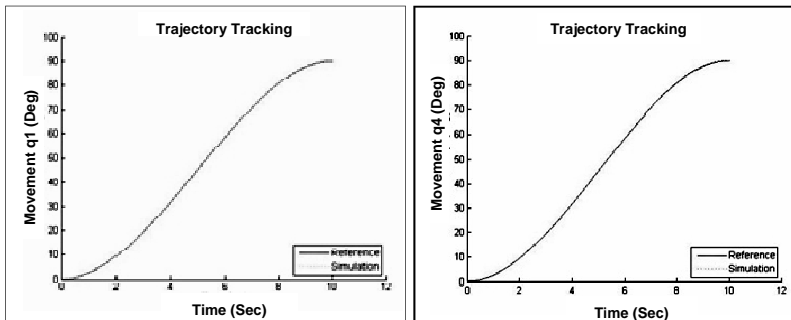 Trajectory Tracking
Movement q1 (Deg)
100
90
80
70
60
50
40
30
20
10
0
0 2 4 6 8 10 12
Reference
Simulation
Time (Sec)
Trajectory Tracking
Movement q4 (Deg)
100
90
80
70
60
50
40
30
20
10
0
0 2 4 6 8 10 12
Reference
Simulation
Time (Sec)